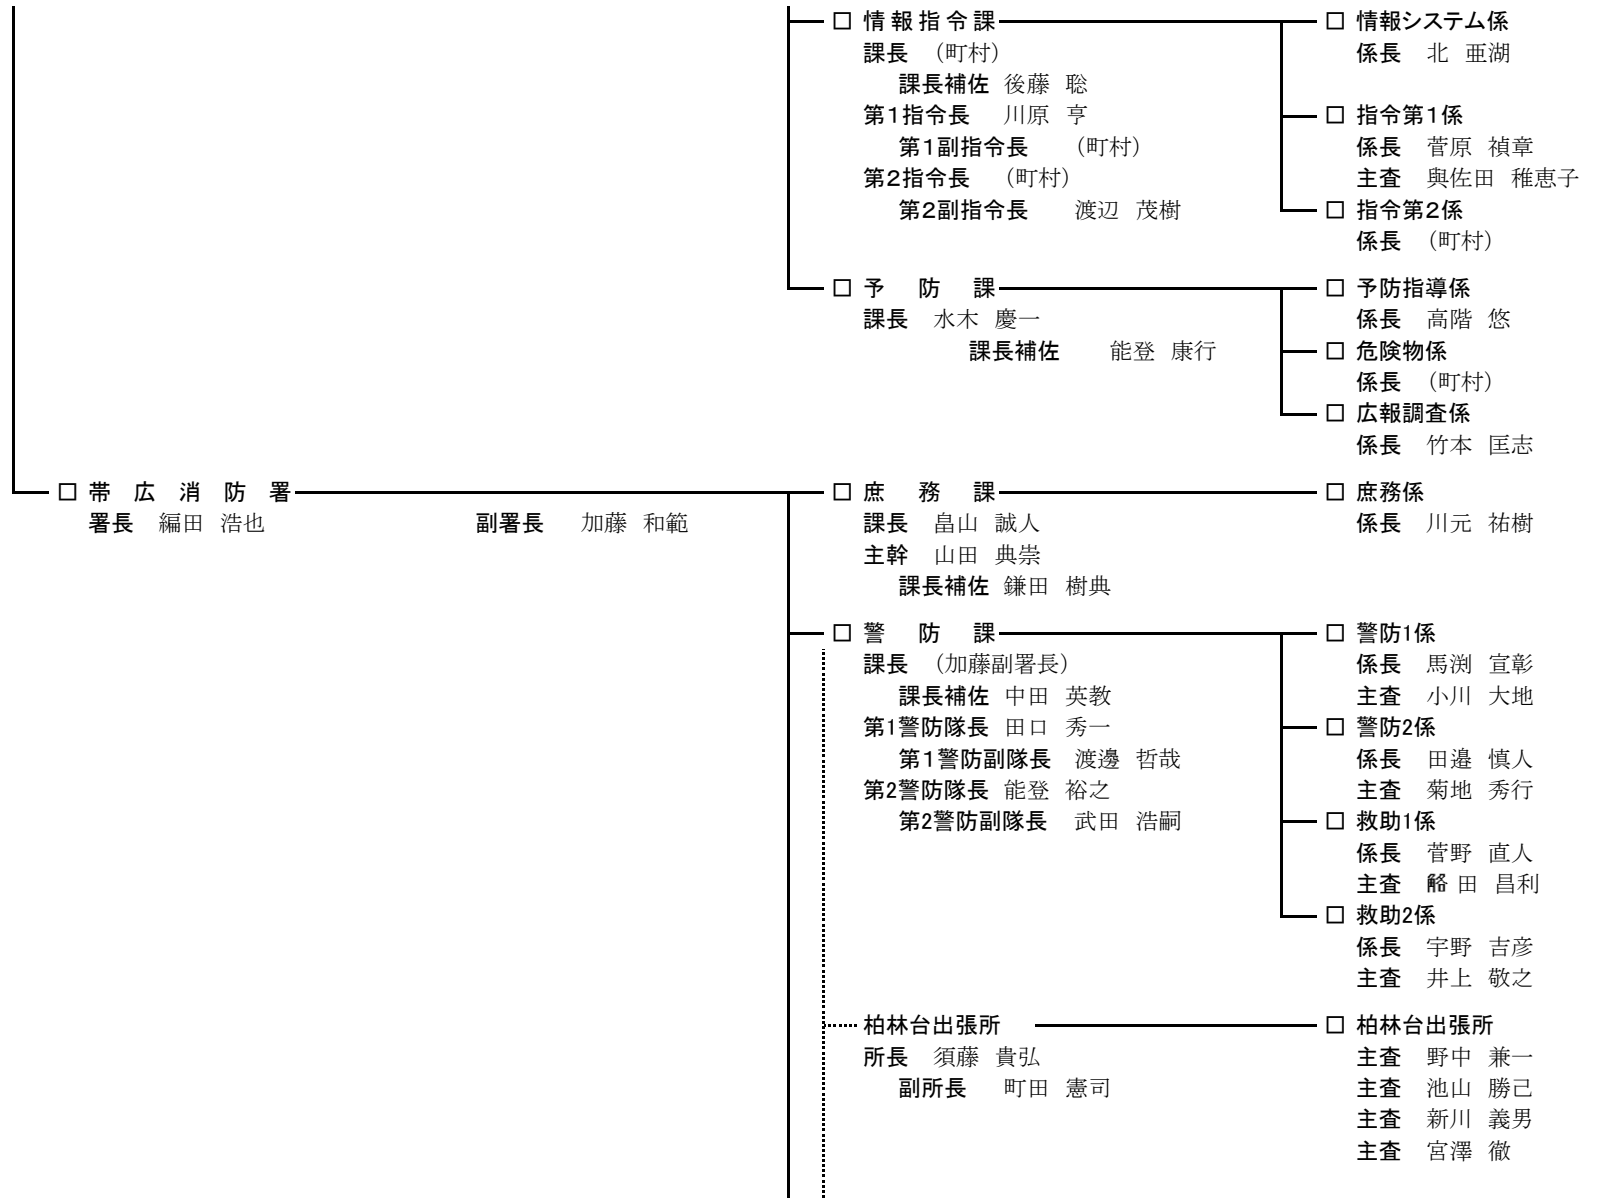 □ 情報指令課 □ 情報システム係
課長 （町村） 係長 北 亜湖
課長補佐 後藤 聡
第１指令長 川原 亨 □ 指令第１係
第１副指令長 （町村） 係長 菅原 禎章
第２指令長 （町村） 主査 與佐田 稚恵子
第２副指令長 渡辺 茂樹 □ 指令第２係
係長 （町村）
□ 予 防 課 □ 予防指導係
課長 水木 慶一 係長 高階 悠
課長補佐 能登 康行 □ 危険物係
係長 （町村）
□ 広報調査係
係長 竹本 匡志
□ 帯 広 消 防 署 □ 庶 務 課 □ 庶務係
署長 編田 浩也 副署長 加藤 和範 課長 畠山 誠人 係長 川元 祐樹
主幹 山田 典崇
課長補佐 鎌田 樹典
□ 警 防 課 □ 警防1係
課長 （加藤副署長） 係長 馬渕 宣彰
課長補佐 中田 英教 主査 小川 大地
第1警防隊長 田口 秀一 □ 警防2係
第１警防副隊長 渡邊 哲哉 係長 田邉 慎人
第2警防隊長 能登 裕之 主査 菊地 秀行
第2警防副隊長 武田 浩嗣 □ 救助1係
係長 菅野 直人
主査 田 昌利
□ 救助2係
係長 宇野 吉彦
主査 井上 敬之
柏林台出張所 □ 柏林台出張所
所長 須藤 貴弘 主査 野中 兼一
副所長 町田 憲司 主査 池山 勝己
主査 新川 義男
主査 宮澤 徹